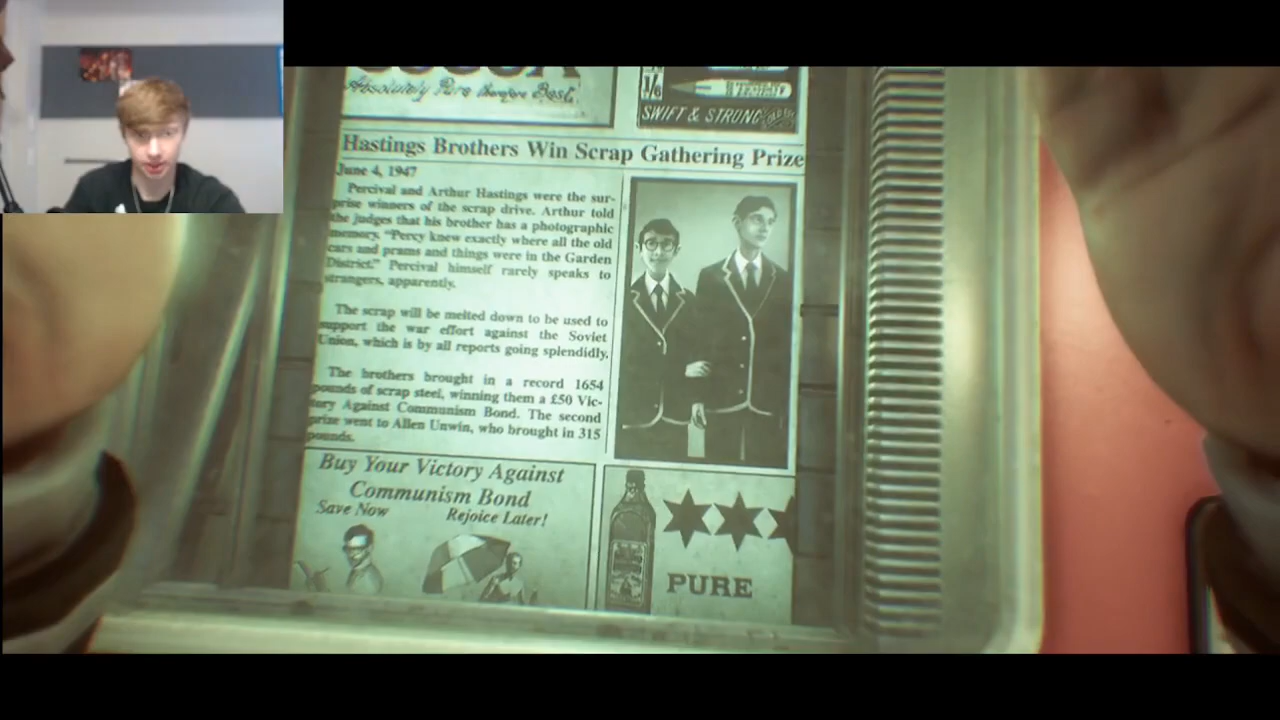 COCOA
Absolutely Pure therefore Best.
1/6
SWIFT & STRONG
Hastings Brothers Win Scrap Gathering Prize
June 4, 1947
Percival and Arthur Hastings were the sur-
prise winners of the scrap drive. Arthur told
the judges that his brother has a photographic
memory. "Percy knew exactly where all the old
cars and prams and things were in the Garden
District." Percival himself rarely speaks to
strangers, apparently.
The scrap will be melted down to be used to
support the war effort against the Soviet
Union, which is by all reports going splendidly.
The brothers brought in a record 1654
pounds of scrap steel, winning them a £50 Vic-
tory Against Communism Bond. The second
prize went to Allen Unwin, who brought in 315
pounds.
Buy Your Victory Against
Communism Bond
Save Now
Rejoice Later!
PURE